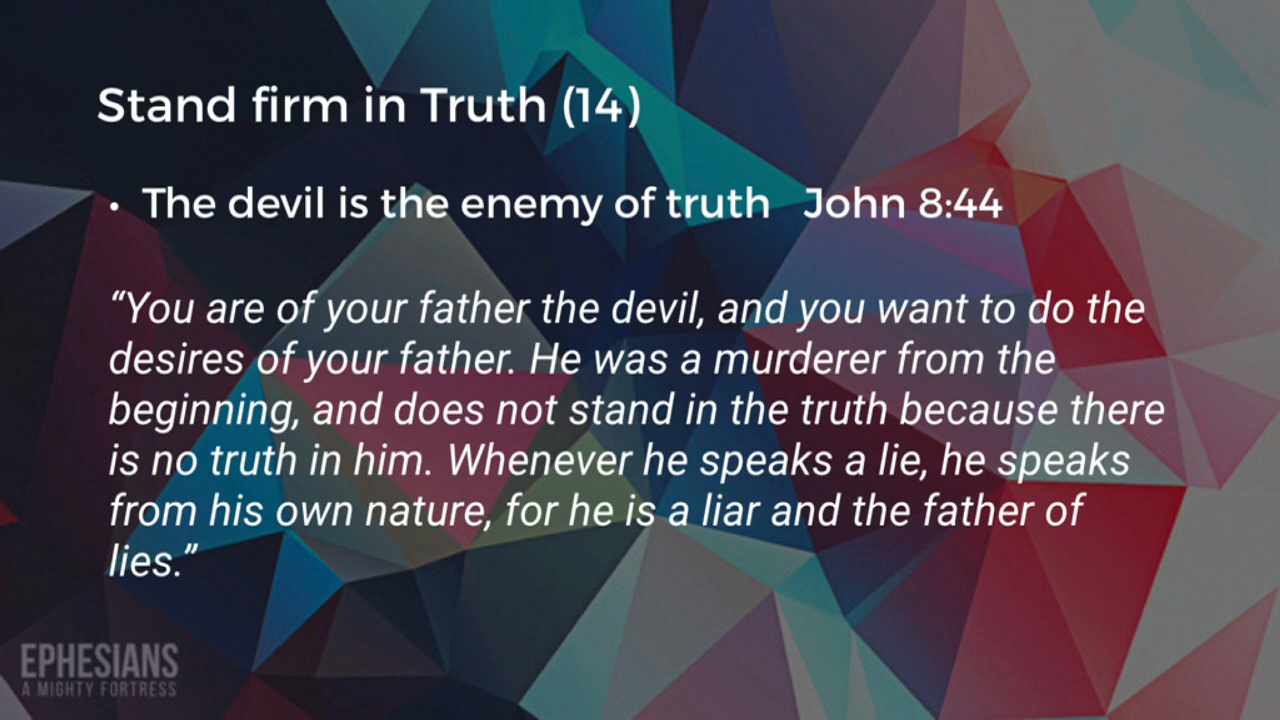 Stand firm in Truth (14)
• The devil is the enemy of truth John 8:44
“You are of your father the devil, and you want to do the
desires of your father. He was a murderer from the
beginning, and does not stand in the truth because there
is no truth in him. Whenever he speaks a lie, he speaks
from his own nature, for he is a liar and the father of
lies.”
EPHESIANS
A MIGHTY FORTRESS